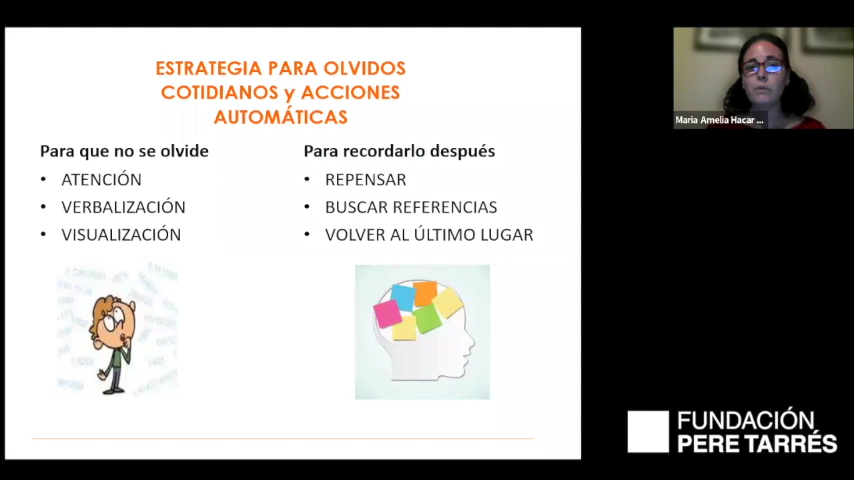 ESTRATEGIA PARA OLVIDOS
COTIDIANOS y ACCIONES
AUTOMÁTICAS
Para que no se olvide
• ATENCIÓN
• VERBALIZACIÓN
• VISUALIZACIÓN
Para recordarlo después
• REPENSAR
• BUSCAR REFERENCIAS
• VOLVER AL ÚLTIMO LUGAR
Maria Amelia Hacar ...
FUNDACIÓN
PERE TARRÉS